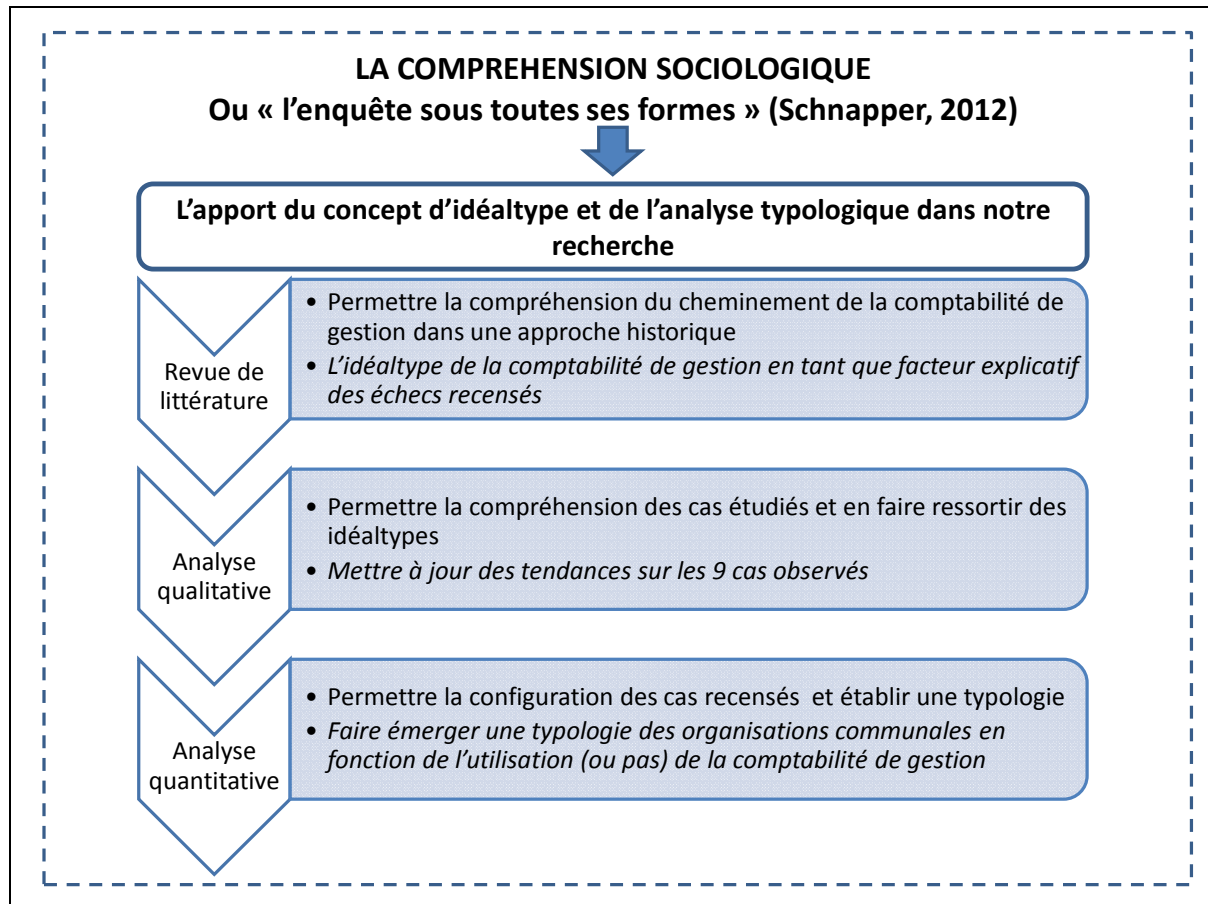 LA COMPREHENSION SOCIOLOGIQUE
Ou « l'enquête sous toutes ses formes » (Schnapper, 2012)
L'apport du concept d'idéaltype et de l'analyse typologique dans notre
recherche
Revue de
littérature
• Permettre la compréhension du cheminement de la comptabilité de
gestion dans une approche historique
• L'idéaltype de la comptabilité de gestion en tant que facteur explicatif
des échecs recensés
Analyse
qualitative
• Permettre la compréhension des cas étudiés et en faire ressortir des
idéaltypes
• Mettre à jour des tendances sur les 9 cas observés
Analyse
quantitative
• Permettre la configuration des cas recensés et établir une typologie
• Faire émerger une typologie des organisations communales en
fonction de l'utilisation (ou pas) de la comptabilité de gestion